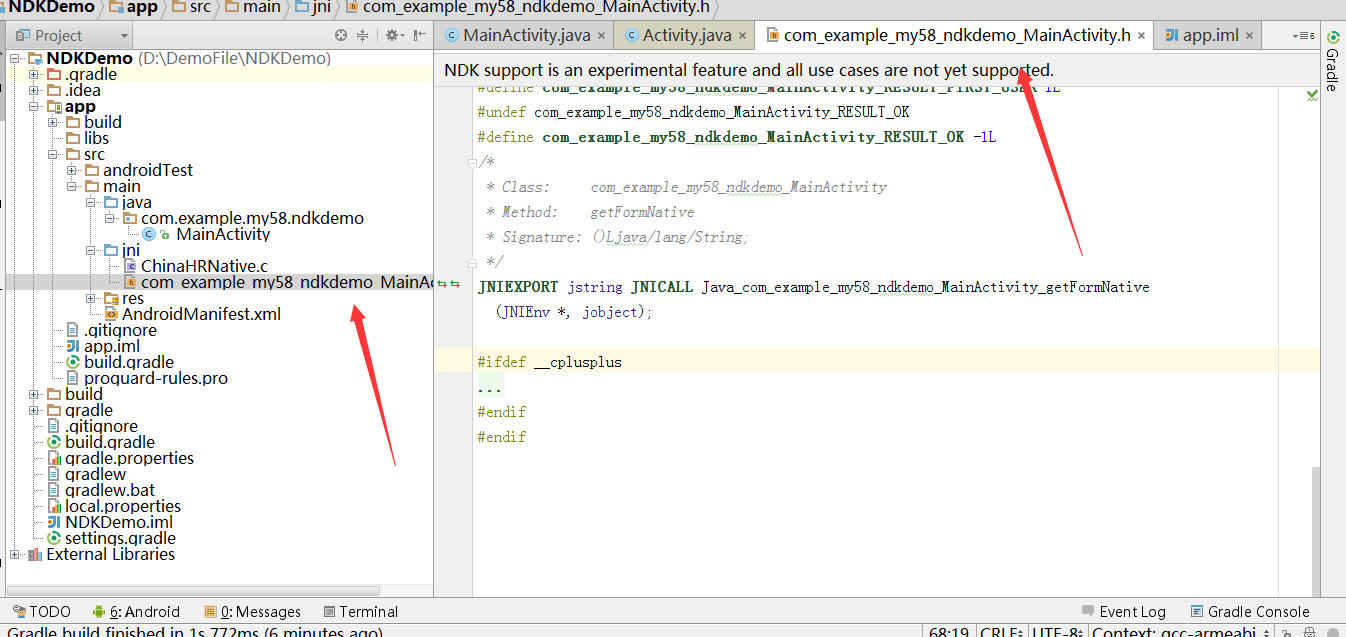 NDKDemo app src main jni com_example_my58_ndkdemo_MainActivity.h
Project
MainActivity.java × Activity.java × com_example_my58_ndkdemo_MainActivity.h × app.iml × 6
NDK support is an experimental feature and all use cases are not yet supported.
NDKDemo (D:\DemoFile\NDKDemo)
.gradle
.idea
app
build
libs
src
androidTest
main
java
com.example.my58.ndkdemo
MainActivity
jni
ChinaHRNative.c
com_example_my58_ndkdemo_MainAc
res
AndroidManifest.xml
.gitignore
app.iml
build.gradle
proguard-rules.pro
build
gradle
.gitignore
build.gradle
gradle.properties
gradlew
gradlew.bat
local.properties
NDKDemo.iml
settings.gradle
External Libraries
#define com_example_my58_ndkdemo_MainActivity_RESULT_FIRST_USER 1L
#undef com_example_my58_ndkdemo_MainActivity_RESULT_OK
#define com_example_my58_ndkdemo_MainActivity_RESULT_OK -1L
/*
* Class: com_example_my58_ndkdemo_MainActivity
* Method: getFormNative
* Signature: ()Ljava/lang/String;
*/
JNIEXPORT jstring JNICALL Java_com_example_my58_ndkdemo_MainActivity_getFormNative
(JNIEnv *, jobject);
#ifdef __cplusplus
...
#endif
#endif
Gradle
TODO 6: Android 0: Messages Terminal Event Log Gradle Console
Gradle build finished in 1s 772ms (6 minutes ago) 68:19 CRLF UTF-8 Context: gcc-armeabi